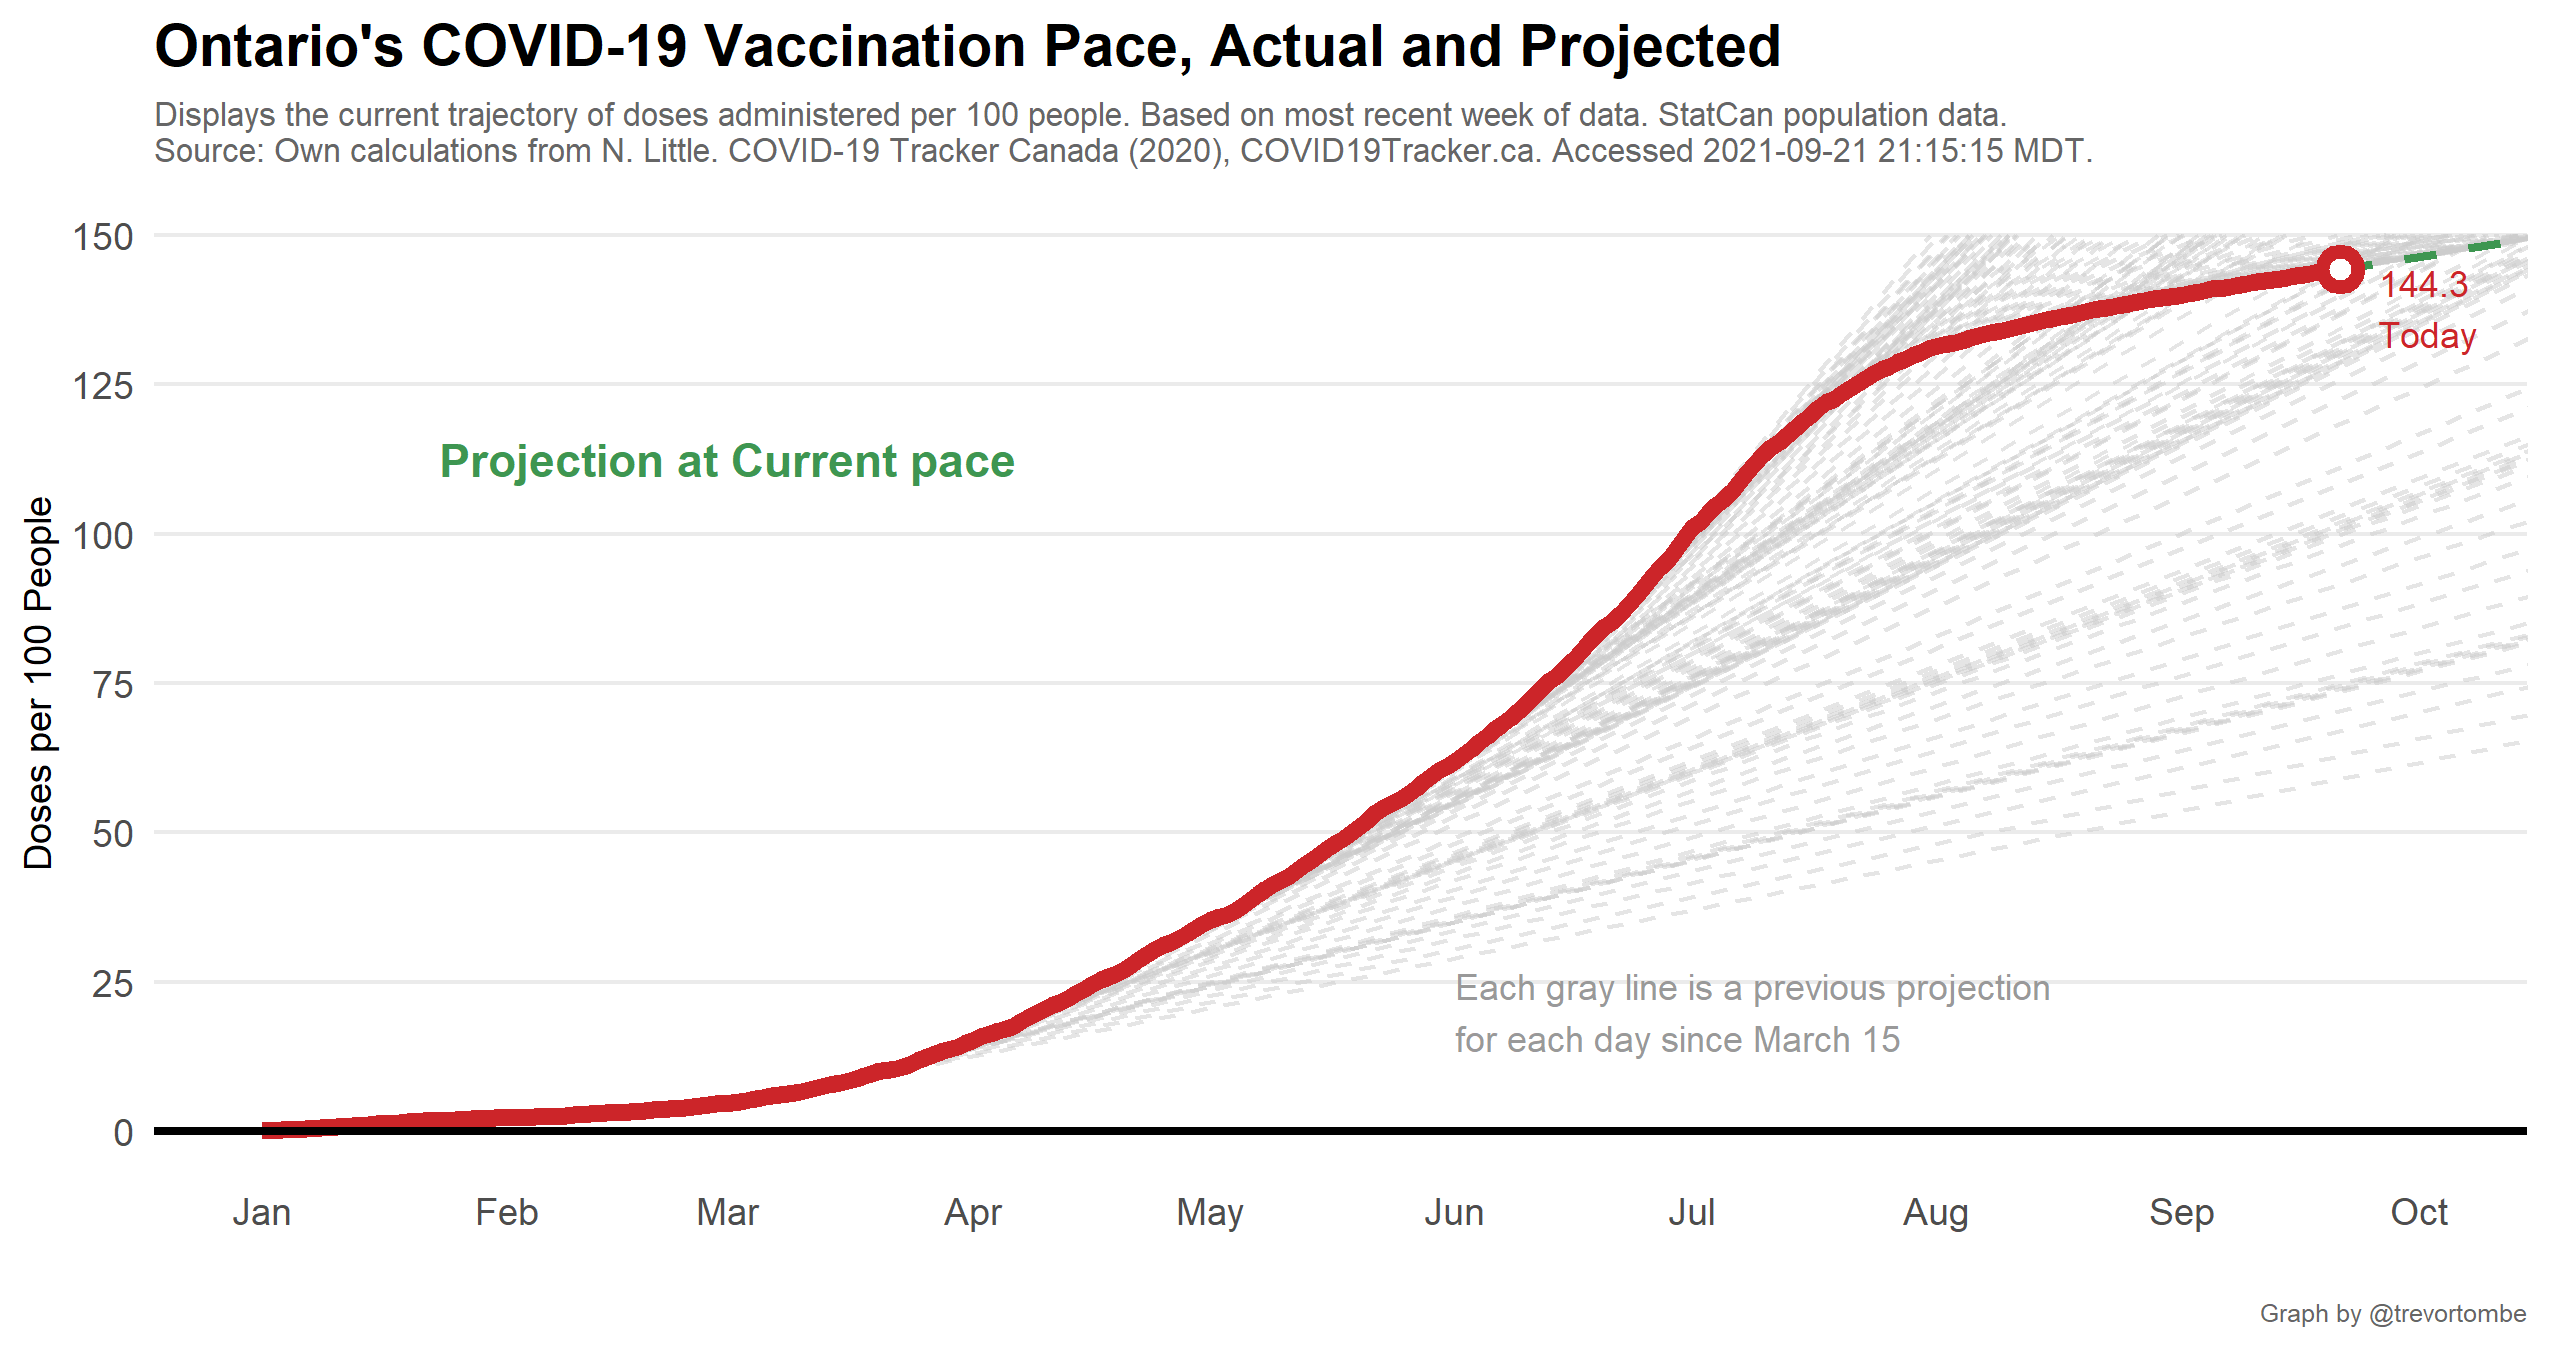 Ontario's COVID-19 Vaccination Pace, Actual and Projected
Displays the current trajectory of doses administered per 100 people. Based on most recent week of data. StatCan population data.
Source: Own calculations from N. Little. COVID-19 Tracker Canada (2020), COVID19Tracker.ca. Accessed 2021-09-21 21:15:15 MDT.
Doses per 100 People
150
125
100
75
50
25
0
Projection at Current pace
144.3
Today
Each gray line is a previous projection
for each day since March 15
Jan Feb Mar Apr May Jun Jul Aug Sep Oct
Graph by @trevortombe